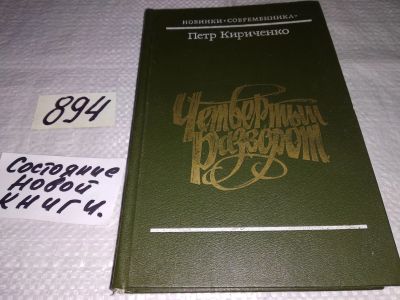 НОВИНКИ «СОВРЕМЕННИКА»
Петр Кириченко
Четвертый
Разворот
894
Состояние
новой
книги.